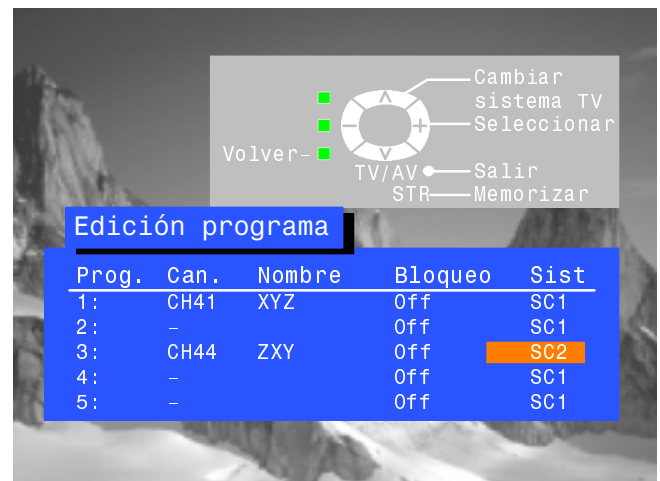 Cambiar
sistema TV
Seleccionar
Volver
TV/AV Salir
STR Memorizar
Edición programa
Prog. Can. Nombre Bloqueo Sist
1: CH41 XYZ Off SC1
2: – Off SC1
3: CH44 ZXY Off SC2
4: – Off SC1
5: – Off SC1